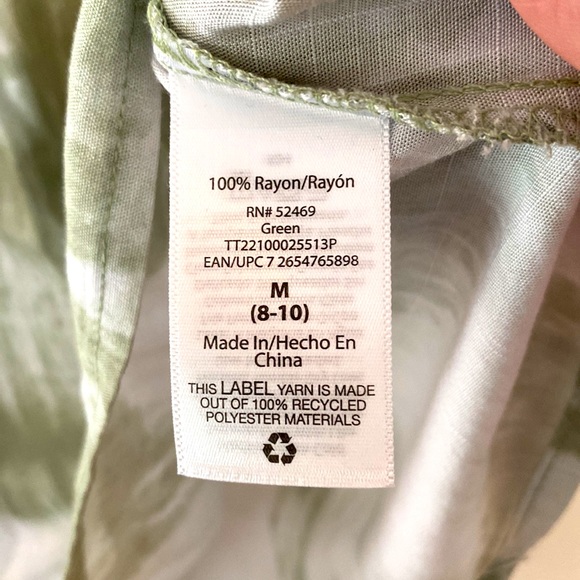 100% Rayon/Rayón
RN# 52469
Green
TT22100025513P
EAN/UPC 7 2654765898
M
(8-10)
Made In/Hecho En
China
THIS LABEL YARN IS MADE
OUT OF 100% RECYCLED
POLYESTER MATERIALS